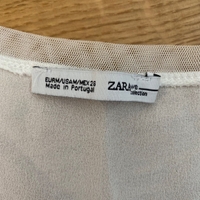 EUR M/USA M/MEX 28
Made in Portugal
ZARA
collection